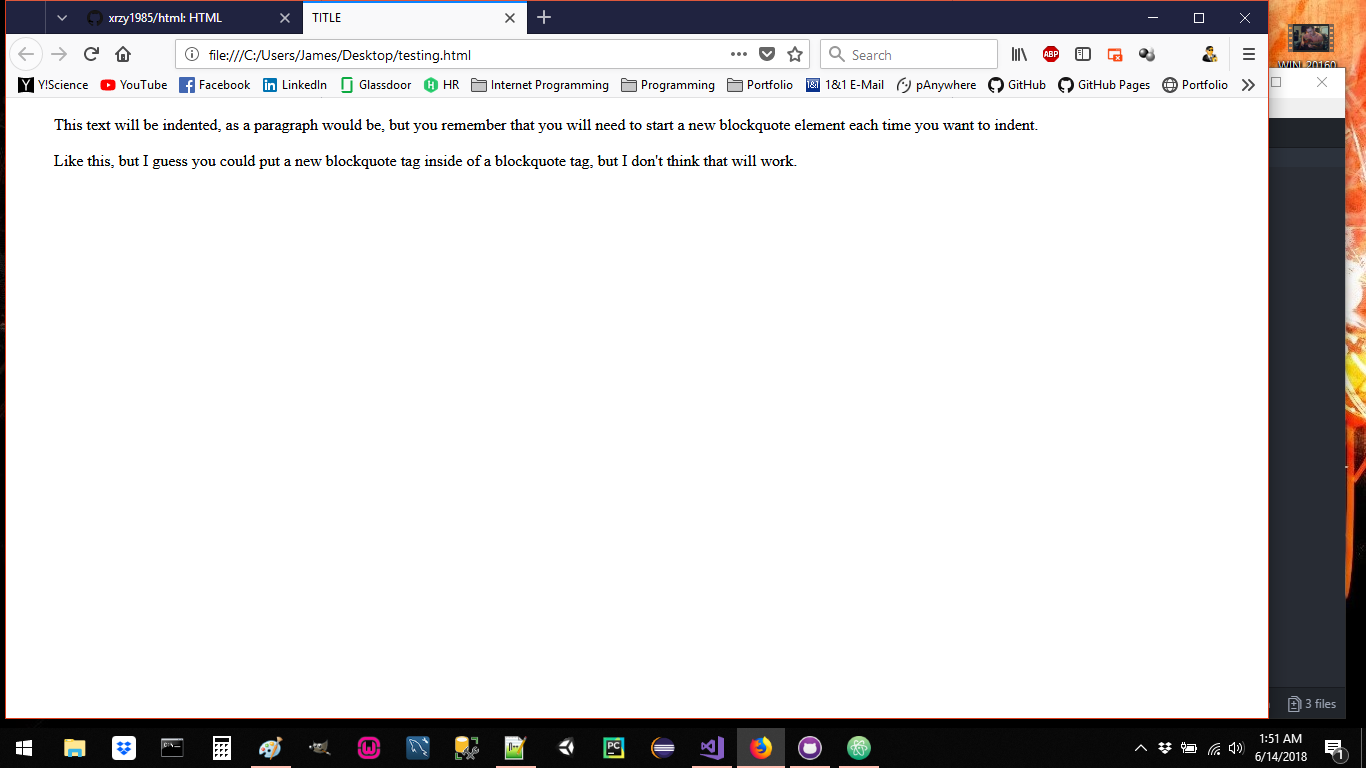 xrzy1985/html: HTML
TITLE
file:///C:/Users/James/Desktop/testing.html
Search
ABP
Y!Science YouTube Facebook LinkedIn Glassdoor HR Internet Programming Programming Portfolio 1&1 E-Mail pAnywhere GitHub GitHub Pages Portfolio
This text will be indented, as a paragraph would be, but you remember that you will need to start a new blockquote element each time you want to indent.
Like this, but I guess you could put a new blockquote tag inside of a blockquote tag, but I don't think that will work.
3 files
1:51 AM
6/14/2018
1